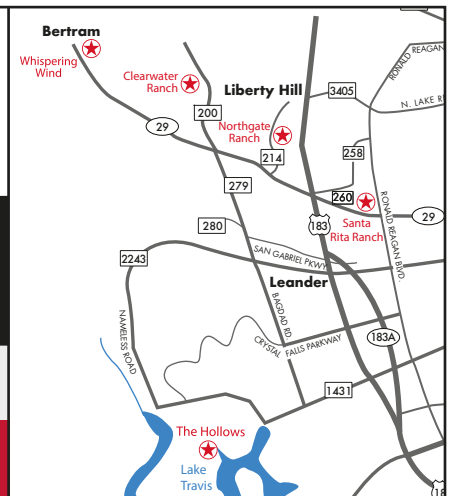 Bertram
Whispering
Wind
Clearwater
Ranch
200
Liberty Hill
3405
RONALD REAGAN
N. LAKE
29
Northgate
Ranch
214
258
279
260
Santa
Rita Ranch
29
183
280
SAN GABRIEL PKWY
RONALD REAGAN BLVD.
2243
Leander
BAGDAD RD
NAMELESS ROAD
CRYSTAL FALLS PARKWAY
183A
1431
The Hollows
Lake
Travis
18